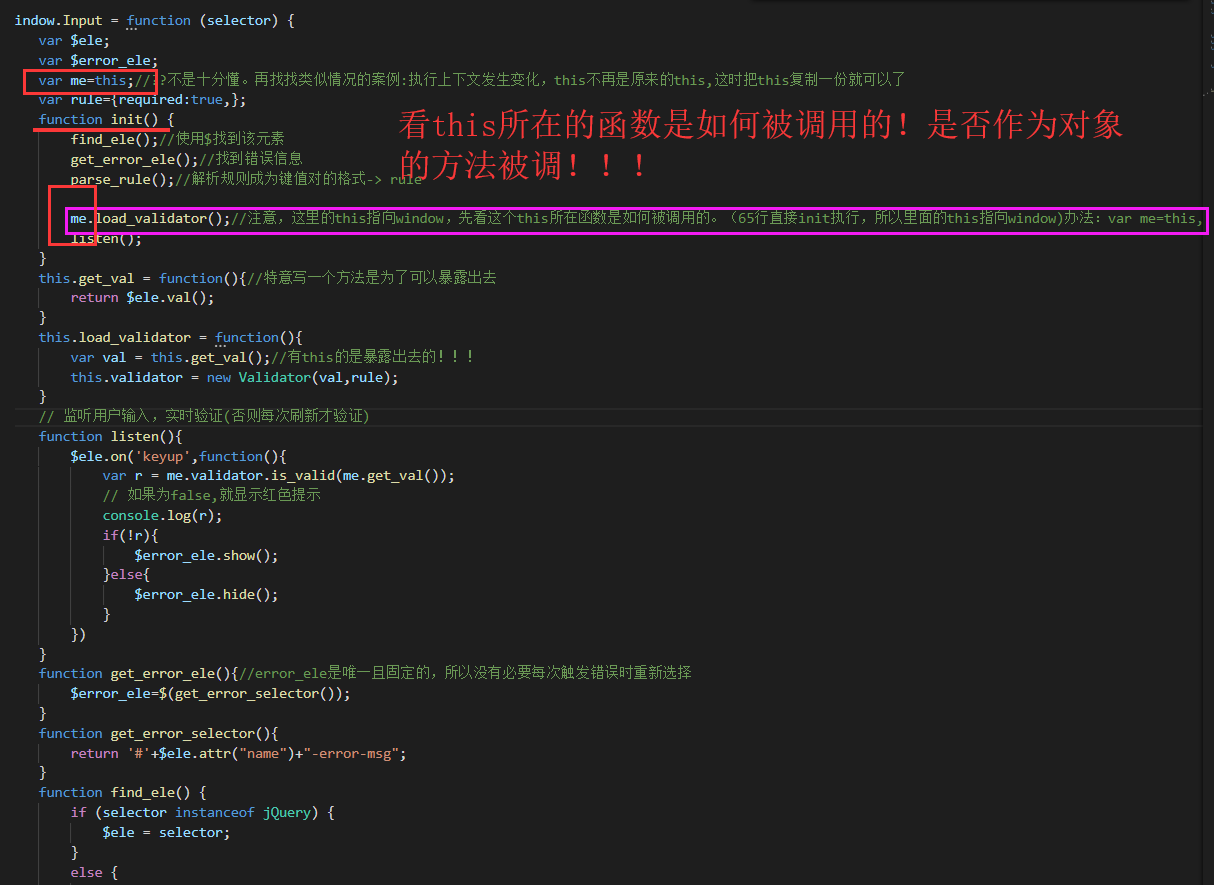 indow.Input = function (selector) {
var $ele;
var $error_ele;
var me=this;//??不是十分懂。再找找类似情况的案例:执行上下文发生变化，this不再是原来的this,这时把this复制一份就可以了
var rule={required:true,};
function init() {
find_ele();//使用$找到该元素
get_error_ele();//找到错误信息
parse_rule();//解析规则成为键值对的格式-> rule
看this所在的函数是如何被调用的！是否作为对象
的方法被调！！！
me.load_validator();//注意，这里的this指向window，先看这个this所在函数是如何被调用的。（65行直接init执行，所以里面的this指向window)办法：var me=this,
listen();
}
this.get_val = function(){//特意写一个方法是为了可以暴露出去
return $ele.val();
}
this.load_validator = function(){
var val = this.get_val();//有this的是暴露出去的！！！
this.validator = new Validator(val,rule);
}
// 监听用户输入，实时验证(否则每次刷新才验证)
function listen(){
$ele.on('keyup',function(){
var r = me.validator.is_valid(me.get_val());
// 如果为false,就显示红色提示
console.log(r);
if(!r){
$error_ele.show();
}else{
$error_ele.hide();
}
})
}
function get_error_ele(){//error_ele是唯一且固定的，所以没有必要每次触发错误时重新选择
$error_ele=$(get_error_selector());
}
function get_error_selector(){
return '#'+$ele.attr("name")+"-error-msg";
}
function find_ele() {
if (selector instanceof jQuery) {
$ele = selector;
}
else {